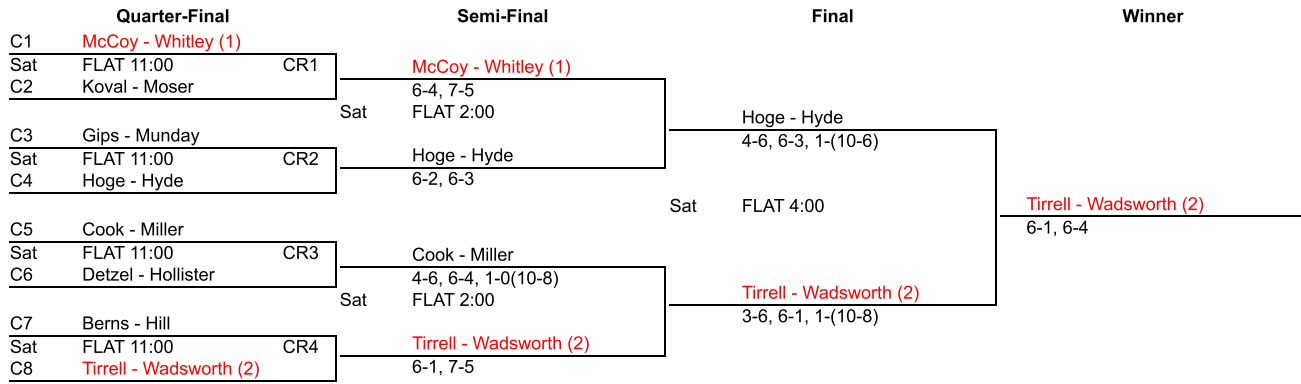 Quarter-Final Semi-Final Final Winner
C1 McCoy - Whitley (1)
Sat FLAT 11:00 CR1
C2 Koval - Moser
McCoy - Whitley (1)
6-4, 7-5
Sat FLAT 2:00
C3 Gips - Munday
Sat FLAT 11:00 CR2
C4 Hoge - Hyde
Hoge - Hyde
6-2, 6-3
Hoge - Hyde
4-6, 6-3, 1-(10-6)
Sat FLAT 4:00
Tirrell - Wadsworth (2)
6-1, 6-4
C5 Cook - Miller
Sat FLAT 11:00 CR3
C6 Detzel - Hollister
Cook - Miller
4-6, 6-4, 1-0(10-8)
Sat FLAT 2:00
Tirrell - Wadsworth (2)
3-6, 6-1, 1-(10-8)
C7 Berns - Hill
Sat FLAT 11:00 CR4
C8 Tirrell - Wadsworth (2)
Tirrell - Wadsworth (2)
6-1, 7-5